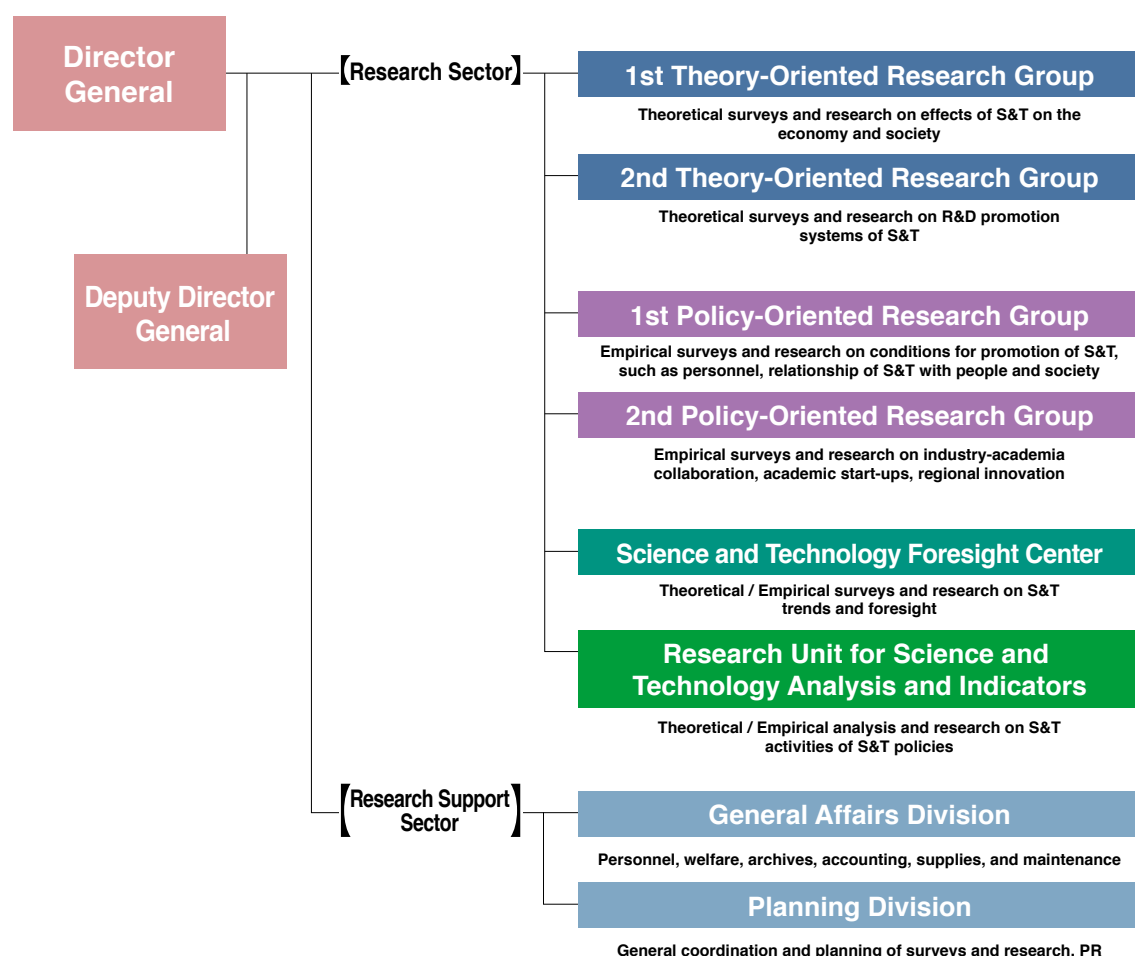 Director
General
Deputy Director
General
【Research Sector】
1st Theory-Oriented Research Group
Theoretical surveys and research on effects of S&T on the
economy and society
2nd Theory-Oriented Research Group
Theoretical surveys and research on R&D promotion
systems of S&T
1st Policy-Oriented Research Group
Empirical surveys and research on conditions for promotion of S&T,
such as personnel, relationship of S&T with people and society
2nd Policy-Oriented Research Group
Empirical surveys and research on industry-academia
collaboration, academic start-ups, regional innovation
Science and Technology Foresight Center
Theoretical / Empirical surveys and research on S&T
trends and foresight
Research Unit for Science and
Technology Analysis and Indicators
Theoretical / Empirical analysis and research on S&T
activities of S&T policies
【Research Support
Sector】
General Affairs Division
Personnel, welfare, archives, accounting, supplies, and maintenance
Planning Division
General coordination and planning of surveys and research, PR